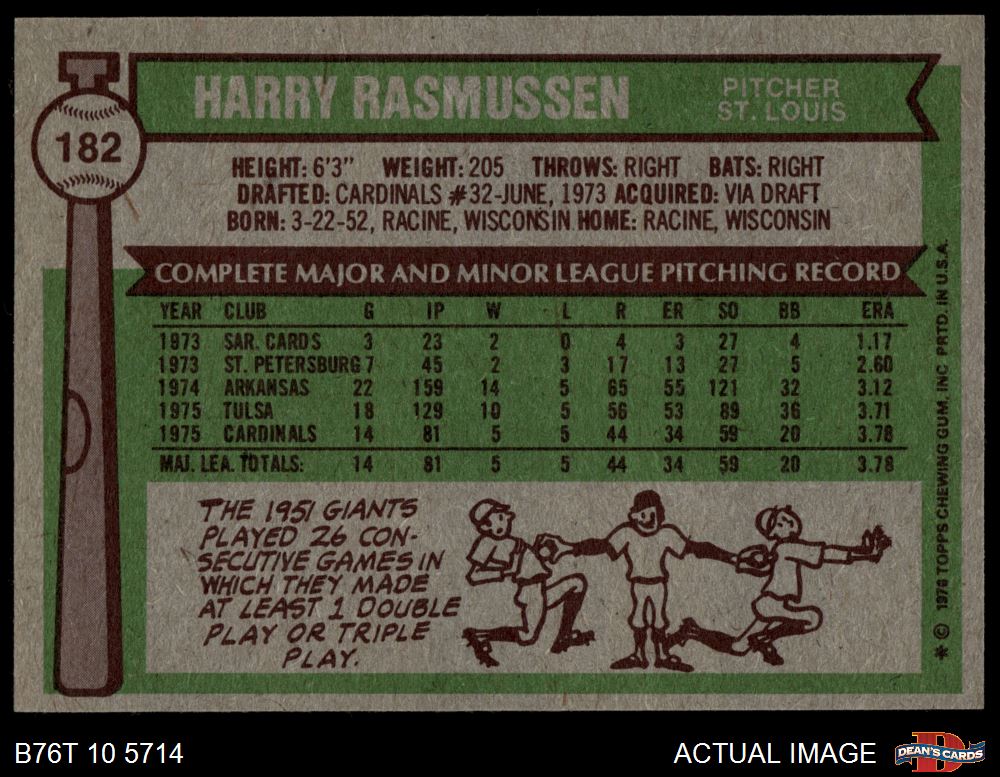 182
HARRY RASMUSSEN
PITCHER
ST. LOUIS
HEIGHT: 6'3" WEIGHT: 205 THROWS: RIGHT BATS: RIGHT
DRAFTED: CARDINALS #32-JUNE, 1973 ACQUIRED: VIA DRAFT
BORN: 3-22-52, RACINE, WISCONSIN HOME: RACINE, WISCONSIN
COMPLETE MAJOR AND MINOR LEAGUE PITCHING RECORD
YEAR CLUB G IP W L R ER SO BB ERA
1973 SAR. CARDS 3 23 2 0 4 3 27 4 1.17
1973 ST. PETERSBURG 7 45 2 3 17 13 27 5 2.60
1974 ARKANSAS 22 159 14 5 65 55 121 32 3.12
1975 TULSA 18 129 10 5 56 53 89 36 3.71
1975 CARDINALS 14 81 5 5 44 34 59 20 3.78
MAJ. LEA. TOTALS: 14 81 5 5 44 34 59 20 3.78
THE 1951 GIANTS
PLAYED 26 CON-
SECUTIVE GAMES IN
WHICH THEY MADE
AT LEAST 1 DOUBLE
PLAY OR TRIPLE
PLAY.
* © 1976 TOPPS CHEWING GUM, INC PRTD. IN U.S.A.
B76T 10 5714
ACTUAL IMAGE
DEAN'S CARDS